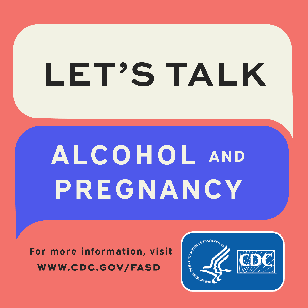 LET'S TALK
ALCOHOL AND
PREGNANCY
For more information, visit
WWW.CDC.GOV/FASD
CDC